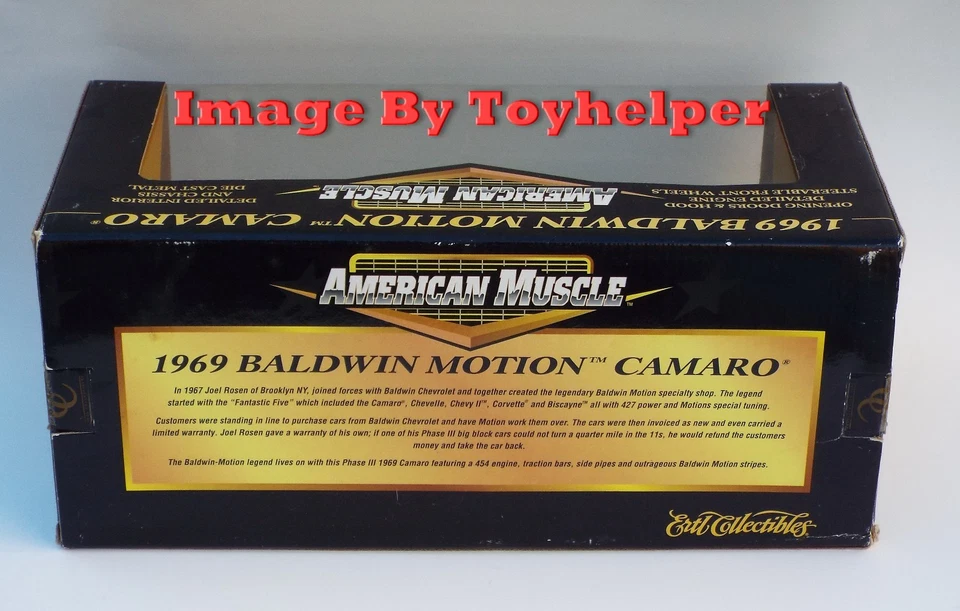 Image By Toyhelper
DETAILED INTERIOR
AND CHASSIS
DIE CAST METAL
AMERICAN MUSCLE
OPENING DOORS & HOOD
DETAILED ENGINE
STEERABLE FRONT WHEELS
1969 BALDWIN MOTION™ CAMARO®
AMERICAN MUSCLE™
1969 BALDWIN MOTION™ CAMARO®
In 1967 Joel Rosen of Brooklyn NY, joined forces with Baldwin Chevrolet and together created the legendary Baldwin Motion specialty shop. The legend
started with the "Fantastic Five" which included the Camaro®, Chevelle, Chevy II™, Corvette® and Biscayne™ all with 427 power and Motions special tuning.
Customers were standing in line to purchase cars from Baldwin Chevrolet and have Motion work them over. The cars were then invoiced as new and even carried a
limited warranty. Joel Rosen gave a warranty of his own; if one of his Phase III big block cars could not turn a quarter mile in the 11s, he would refund the customers
money and take the car back.
The Baldwin-Motion legend lives on with this Phase III 1969 Camaro featuring a 454 engine, traction bars, side pipes and outrageous Baldwin Motion stripes.
Ertl Collectibles